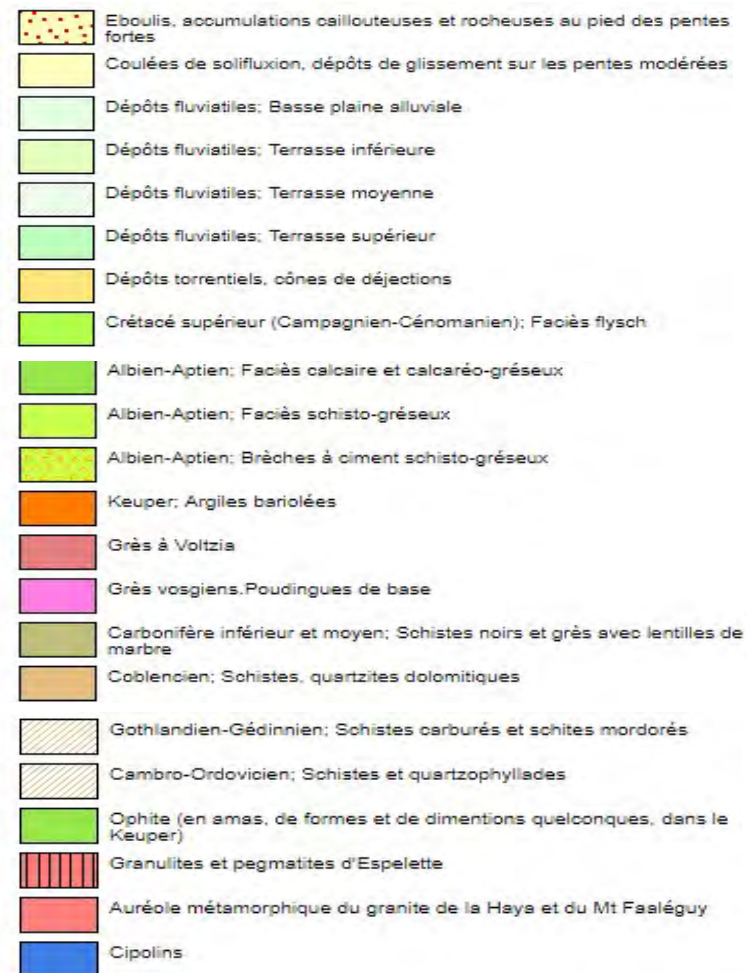 Eboulis, accumulations caillouteuses et rocheuses au pied des pentes
fortes
Coulées de solifluxion, dépôts de glissement sur les pentes modérées
Dépôts fluviatiles; Basse plaine alluviale
Dépôts fluviatiles; Terrasse inférieure
Dépôts fluviatiles; Terrasse moyenne
Dépôts fluviatiles; Terrasse supérieur
Dépôts torrentiels, cônes de déjections
Crétacé supérieur (Campagnien-Cénomanien); Faciès flysch
Albien-Aptien; Faciès calcaire et calcaréo-gréseux
Albien-Aptien; Faciès schisto-gréseux
Albien-Aptien; Brèches à ciment schisto-gréseux
Keuper; Argiles bariolées
Grès à Voltzia
Grès vosgiens.Poudingues de base
Carbonifère inférieur et moyen; Schistes noirs et grès avec lentilles de
marbre
Coblencien; Schistes, quartzites dolomitiques
Gothlandien-Gédinnien; Schistes carburés et schites mordorés
Cambro-Ordovicien; Schistes et quartzophyllades
Ophite (en amas, de formes et de dimentions quelconques, dans le
Keuper)
Granulites et pegmatites d'Espelette
Auréole métamorphique du granite de la Haya et du Mt Faaléguy
Cipolins